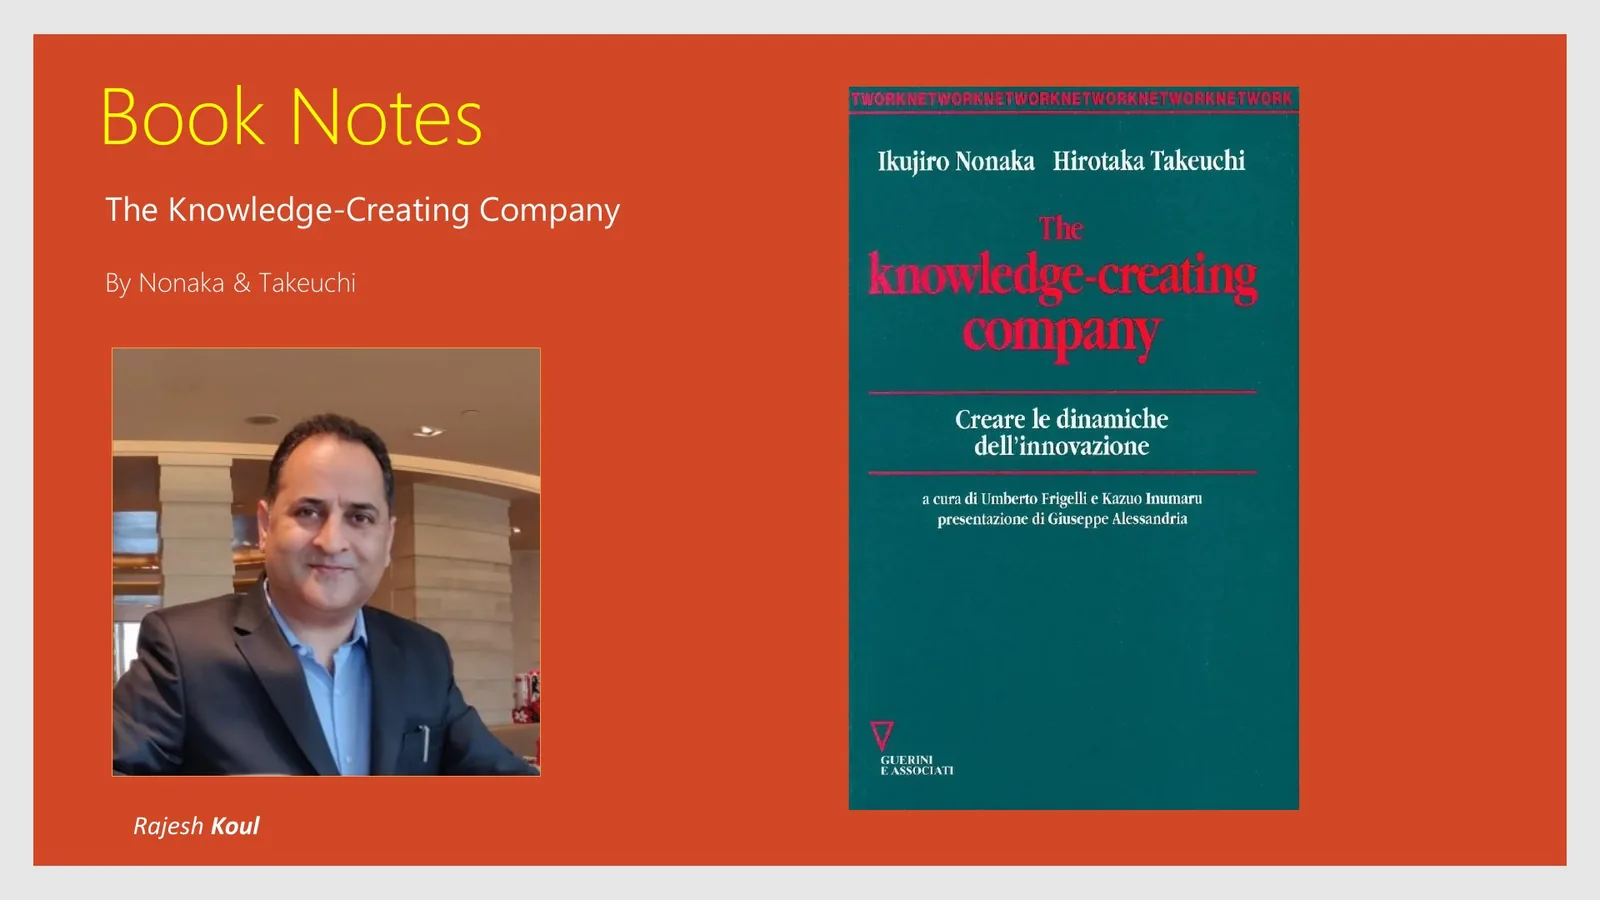 Book Notes
The Knowledge-Creating Company
By Nonaka & Takeuchi
Rajesh Koul
TWORKNETWORKNETWORKNETWORKNETWORKNETWORK
Ikujiro Nonaka Hirotaka Takeuchi
The
knowledge-creating
company
Creare le dinamiche
dell'innovazione
a cura di Umberto Frigelli e Kazuo Inumaru
presentazione di Giuseppe Alessandria
GUERINI
E ASSOCIATI